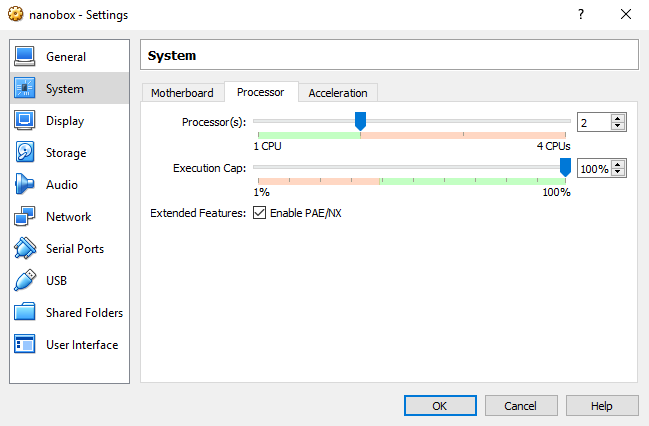 nanobox - Settings
General
System
Display
Storage
Audio
Network
Serial Ports
USB
Shared Folders
User Interface
System
Motherboard Processor Acceleration
Processor(s): 2
1 CPU 4 CPUs
Execution Cap: 100%
1% 100%
Extended Features: Enable PAE/NX
OK Cancel Help